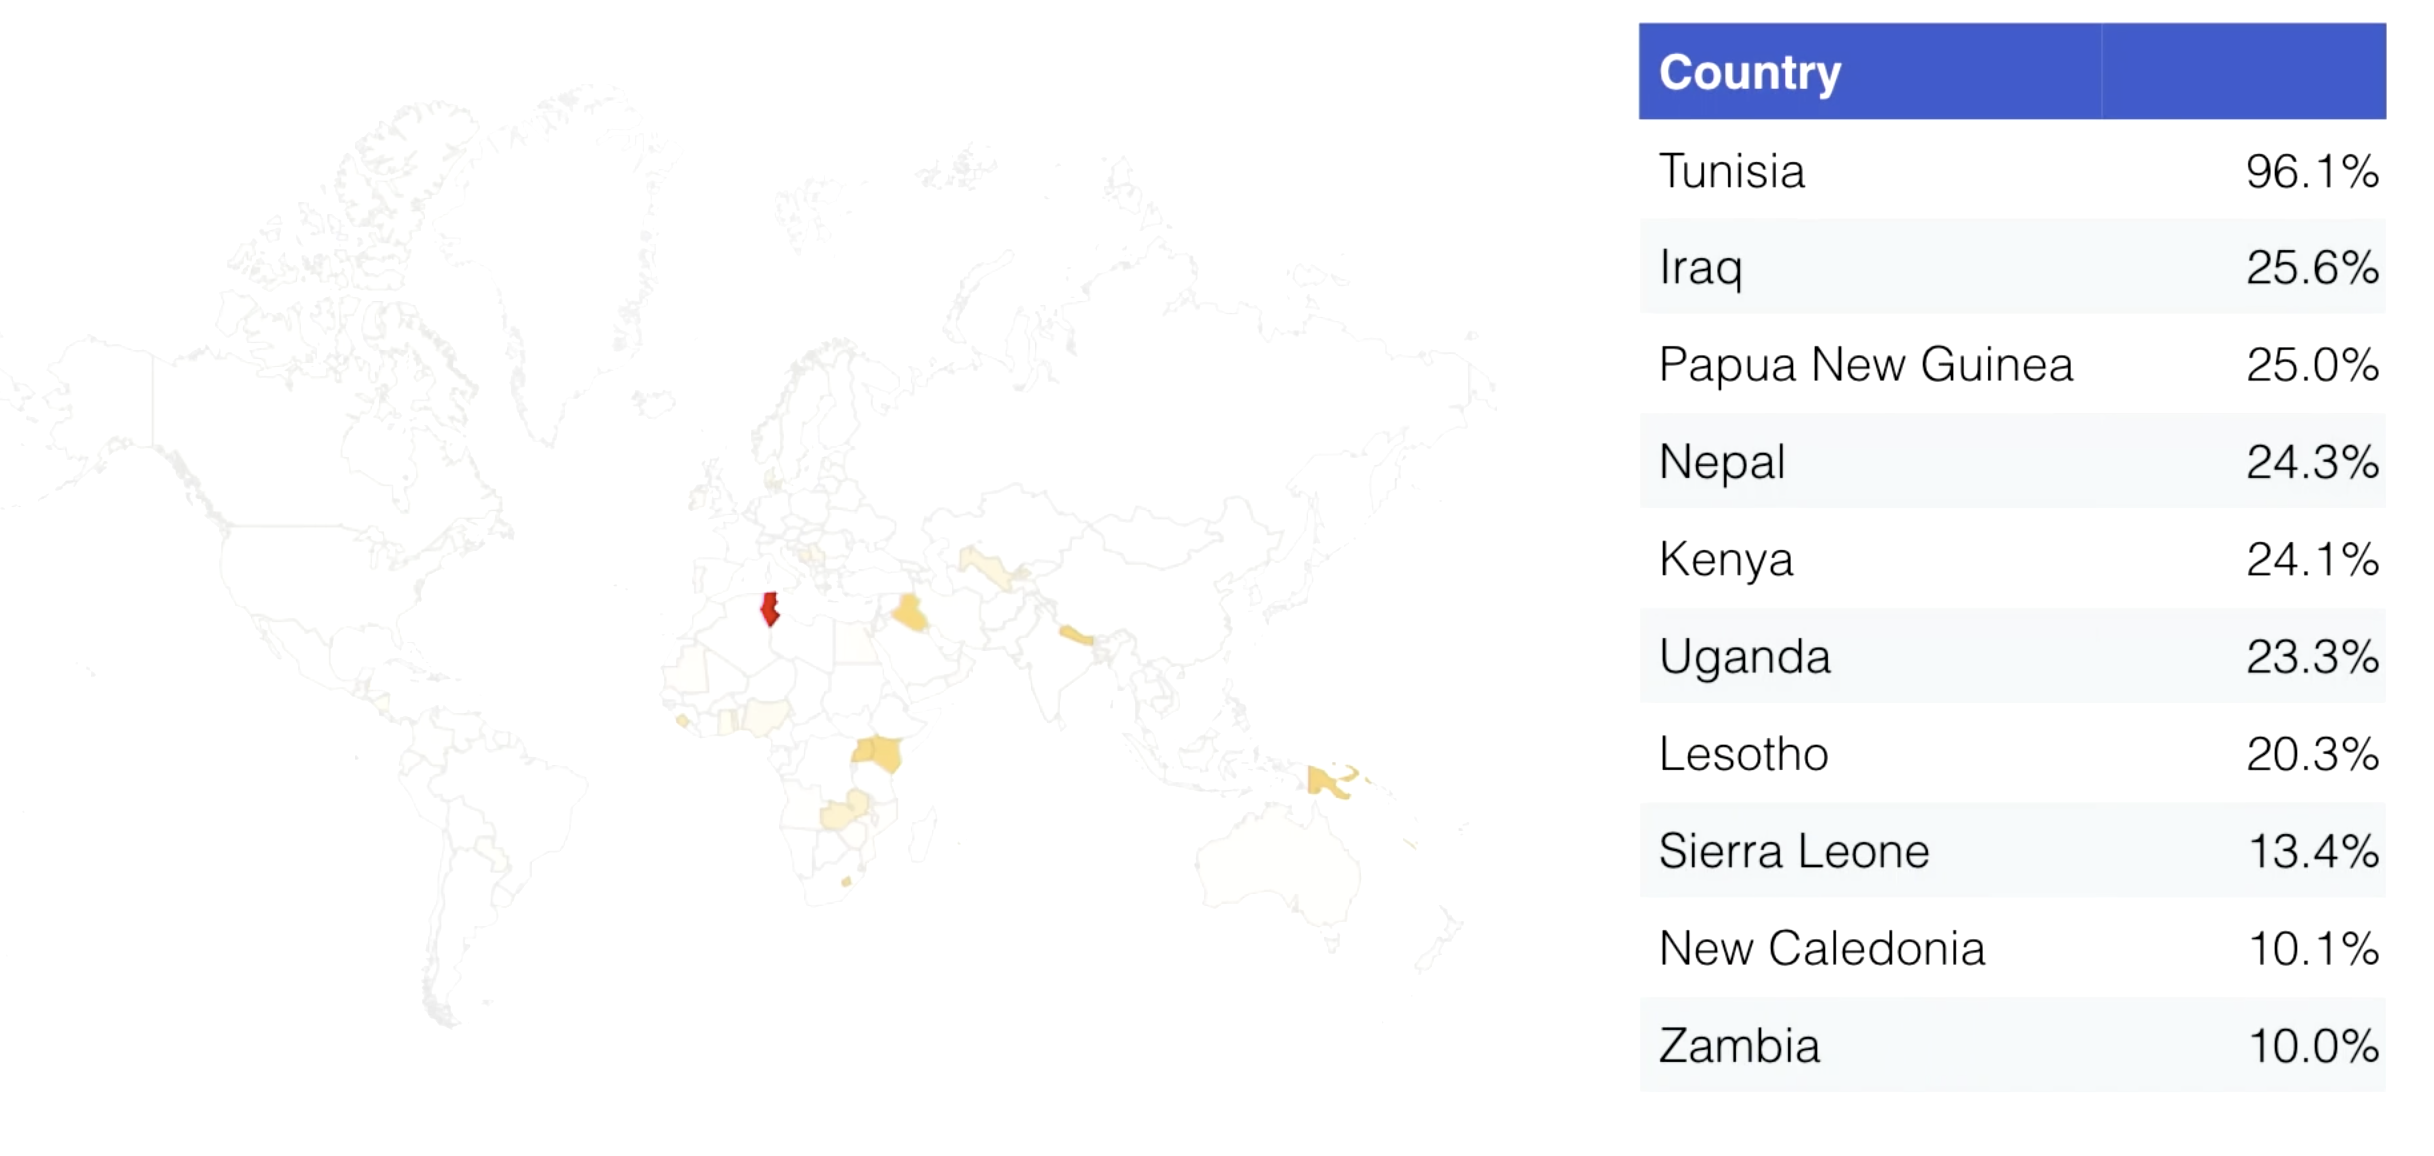 Country
Tunisia 96.1%
Iraq 25.6%
Papua New Guinea 25.0%
Nepal 24.3%
Kenya 24.1%
Uganda 23.3%
Lesotho 20.3%
Sierra Leone 13.4%
New Caledonia 10.1%
Zambia 10.0%